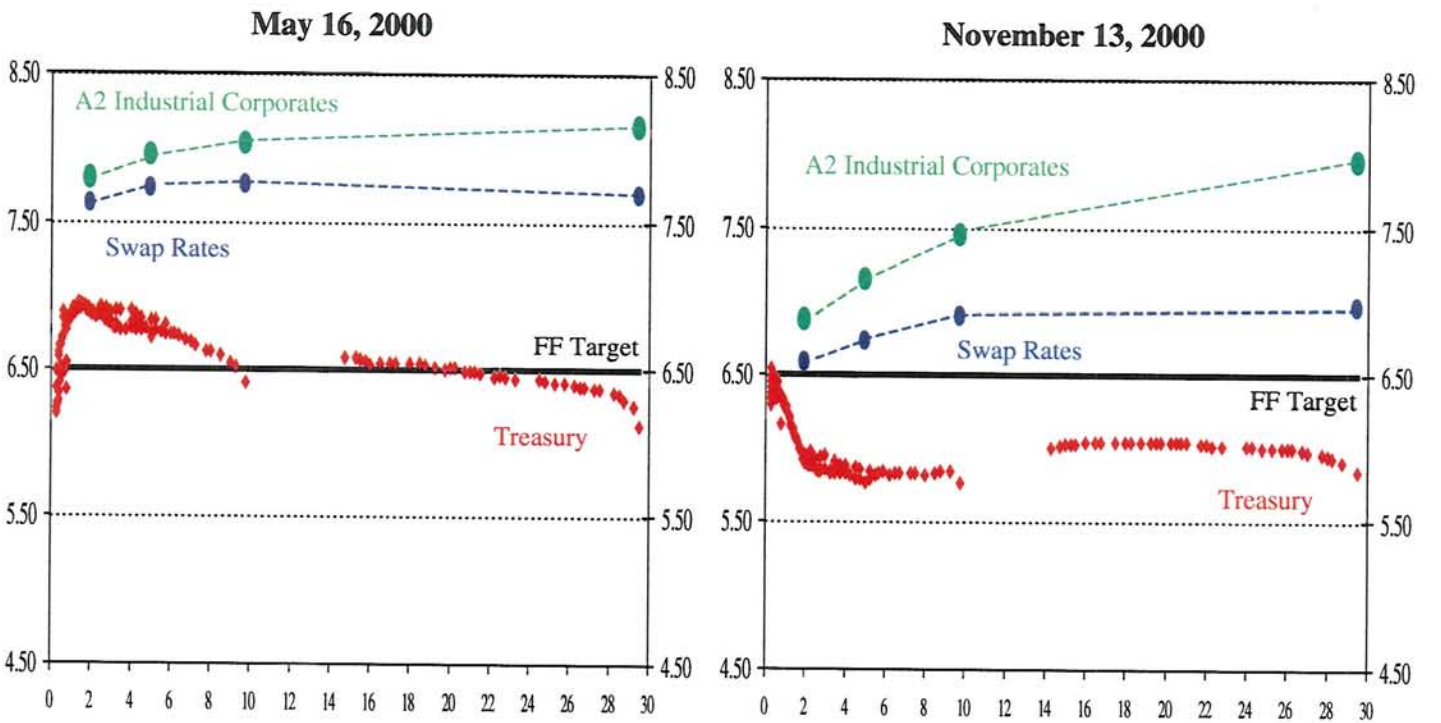 May 16, 2000
8.50
8.50
A2 Industrial Corporates
7.50
7.50
Swap Rates
FF Target
6.50
6.50
Treasury
5.50
5.50
4.50
4.50
0 2 4 6 8 10 12 14 16 18 20 22 24 26 28 30
November 13, 2000
8.50
8.50
A2 Industrial Corporates
7.50
7.50
Swap Rates
6.50
6.50
FF Target
Treasury
5.50
5.50
4.50
4.50
0 2 4 6 8 10 12 14 16 18 20 22 24 26 28 30